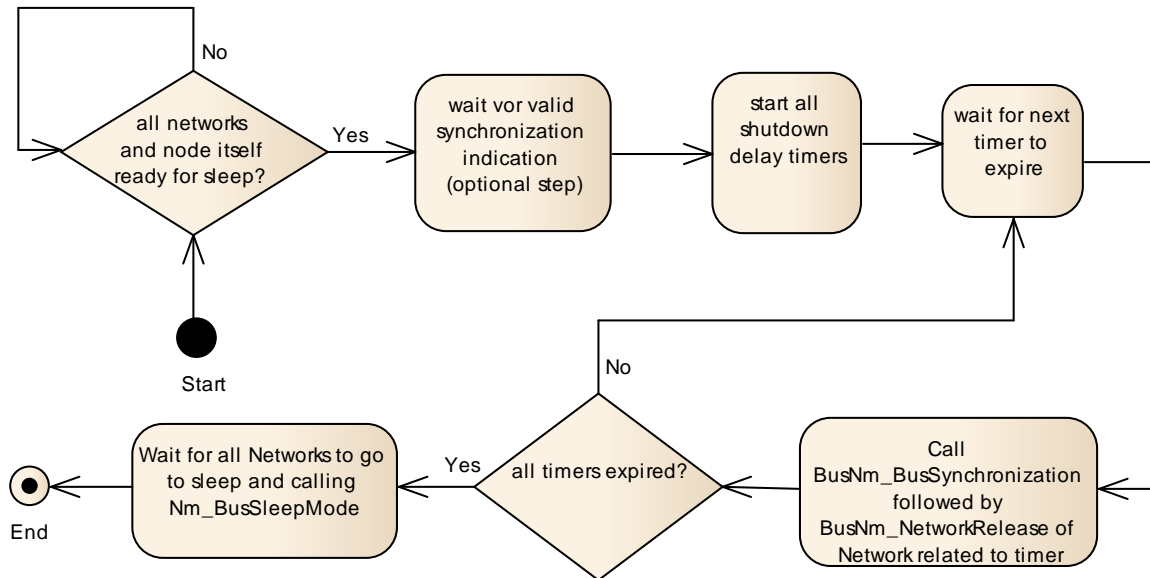 No
all networks
and node itself
ready for sleep?
Yes
wait vor valid
synchronization
indication
(optional step)
start all
shutdown
delay timers
wait for next
timer to
expire
Start
No
Call
BusNm_BusSynchronization
followed by
BusNm_NetworkRelease of
Network related to timer
all timers expired?
Yes
Wait for all Networks to go
to sleep and calling
Nm_BusSleepMode
End